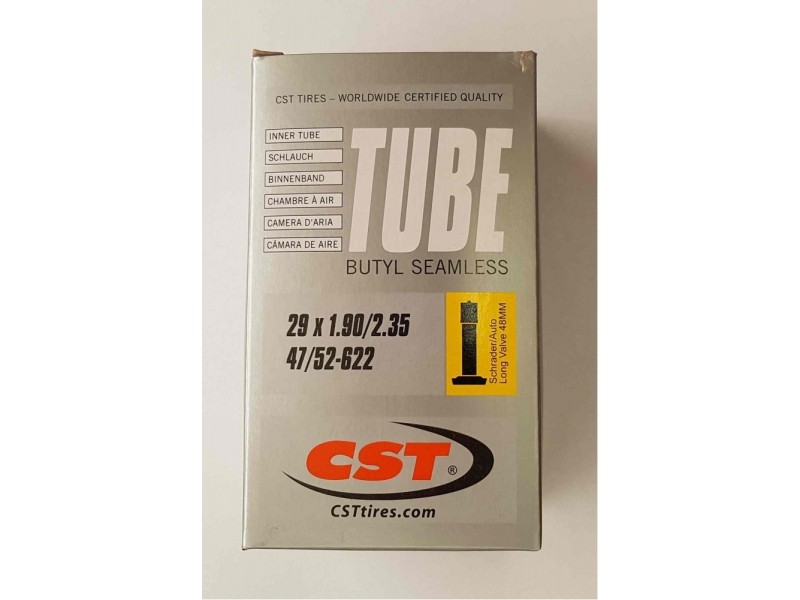 CST TIRES – WORLDWIDE CERTIFIED QUALITY
INNER TUBE
SCHLAUCH
BINNENBAND
CHAMBRE À AIR
CAMERA D'ARIA
CÁMARA DE AIRE
TUBE
BUTYL SEAMLESS
29 x 1.90/2.35
47/52-622
Schrader/Auto
Long Valve 48MM
CST®
CSTtires.com